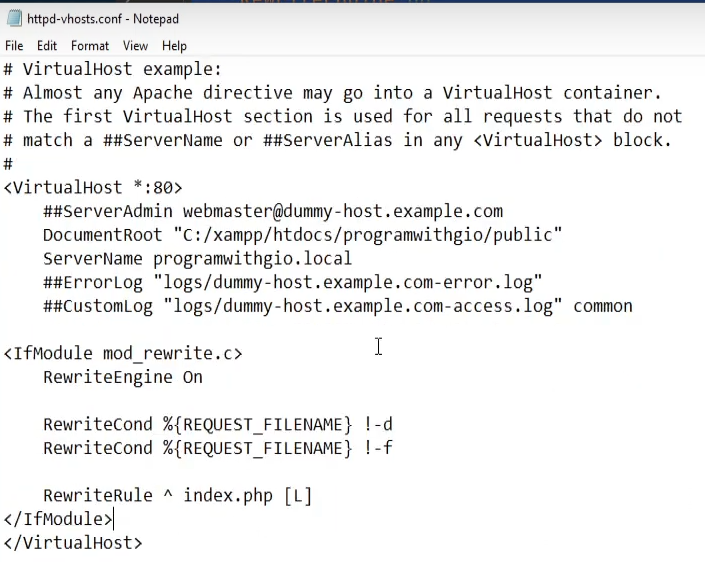 httpd-vhosts.conf - Notepad
File Edit Format View Help
# VirtualHost example:
# Almost any Apache directive may go into a VirtualHost container.
# The first VirtualHost section is used for all requests that do not
# match a ##ServerName or ##ServerAlias in any <VirtualHost> block.
#
<VirtualHost *:80>
    ##ServerAdmin webmaster@dummy-host.example.com
    DocumentRoot "C:/xampp/htdocs/programwithgio/public"
    ServerName programwithgio.local
    ##ErrorLog "logs/dummy-host.example.com-error.log"
    ##CustomLog "logs/dummy-host.example.com-access.log" common
<IfModule mod_rewrite.c>
    RewriteEngine On
    RewriteCond %{REQUEST_FILENAME} !-d
    RewriteCond %{REQUEST_FILENAME} !-f
    RewriteRule ^ index.php [L]
</IfModule>
</VirtualHost>